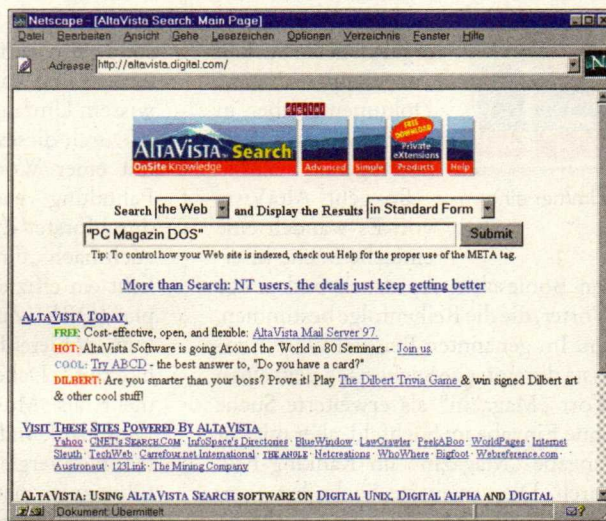 Netscape - [AltaVista Search: Main Page]
Datei Bearbeiten Ansicht Gehe Lesezeichen Optionen Verzeichnis Fenster Hilfe
Adresse: http://altavista.digital.com/
N
digital
ALTAVISTA Search
OnSite Knowledge
Advanced
Simple
FREE DOWNLOAD
Private eXtensions
Products
Help
Search the Web and Display the Results in Standard Form
"PC Magazin DOS" Submit
Tip: To control how your Web site is indexed, check out Help for the proper use of the META tag.
More than Search: NT users, the deals just keep getting better
ALTAVISTA TODAY
FREE: Cost-effective, open, and flexible: AltaVista Mail Server 97.
HOT: AltaVista Software is going Around the World in 80 Seminars - Join us.
COOL: Try ABCD - the best answer to, "Do you have a card?"
DILBERT: Are you smarter than your boss? Prove it! Play The Dilbert Trivia Game & win signed Dilbert art
& other cool stuff!
VISIT THESE SITES POWERED BY ALTAVISTA
Yahoo · CNET's SEARCH.COM · InfoSpace's Directories · BlueWindow · LawCrawler · PeekABoo · WorldPages · Internet
Sleuth · TechWeb · Carrefour.net International · THE ANGLE · Netcreations · WhoWhere · Bigfoot · Webreference.com ·
Austronaut · 123Link · The Mining Company
ALTAVISTA: USING ALTAVISTA SEARCH SOFTWARE ON DIGITAL UNIX, DIGITAL ALPHA AND DIGITAL
Dokument: Übermittelt